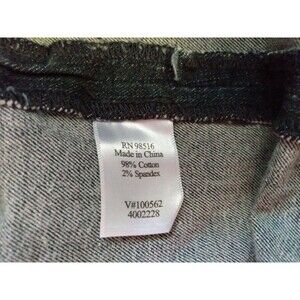 RN 98516
Made in China
98% Cotton
2% Spandex
V#100562
4002228